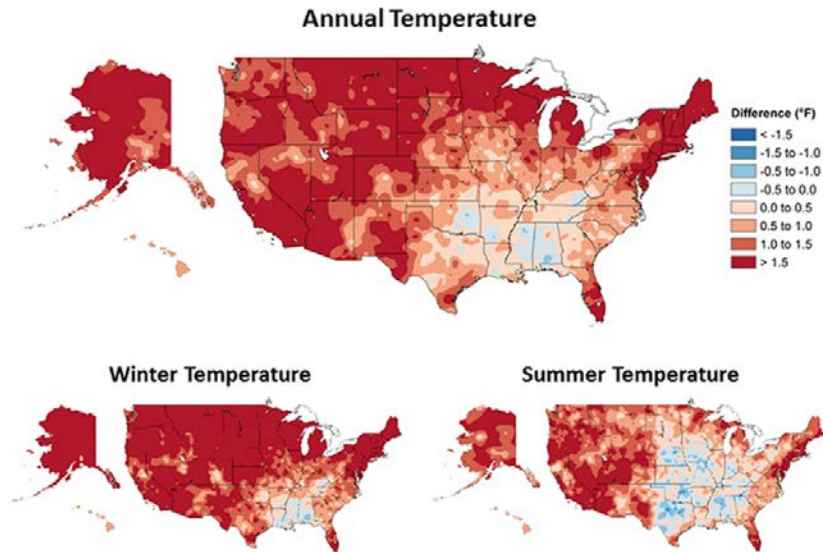 Annual Temperature
Difference (°F)
< -1.5
-1.5 to -1.0
-0.5 to -1.0
-0.5 to 0.0
0.0 to 0.5
0.5 to 1.0
1.0 to 1.5
> 1.5
Winter Temperature
Summer Temperature